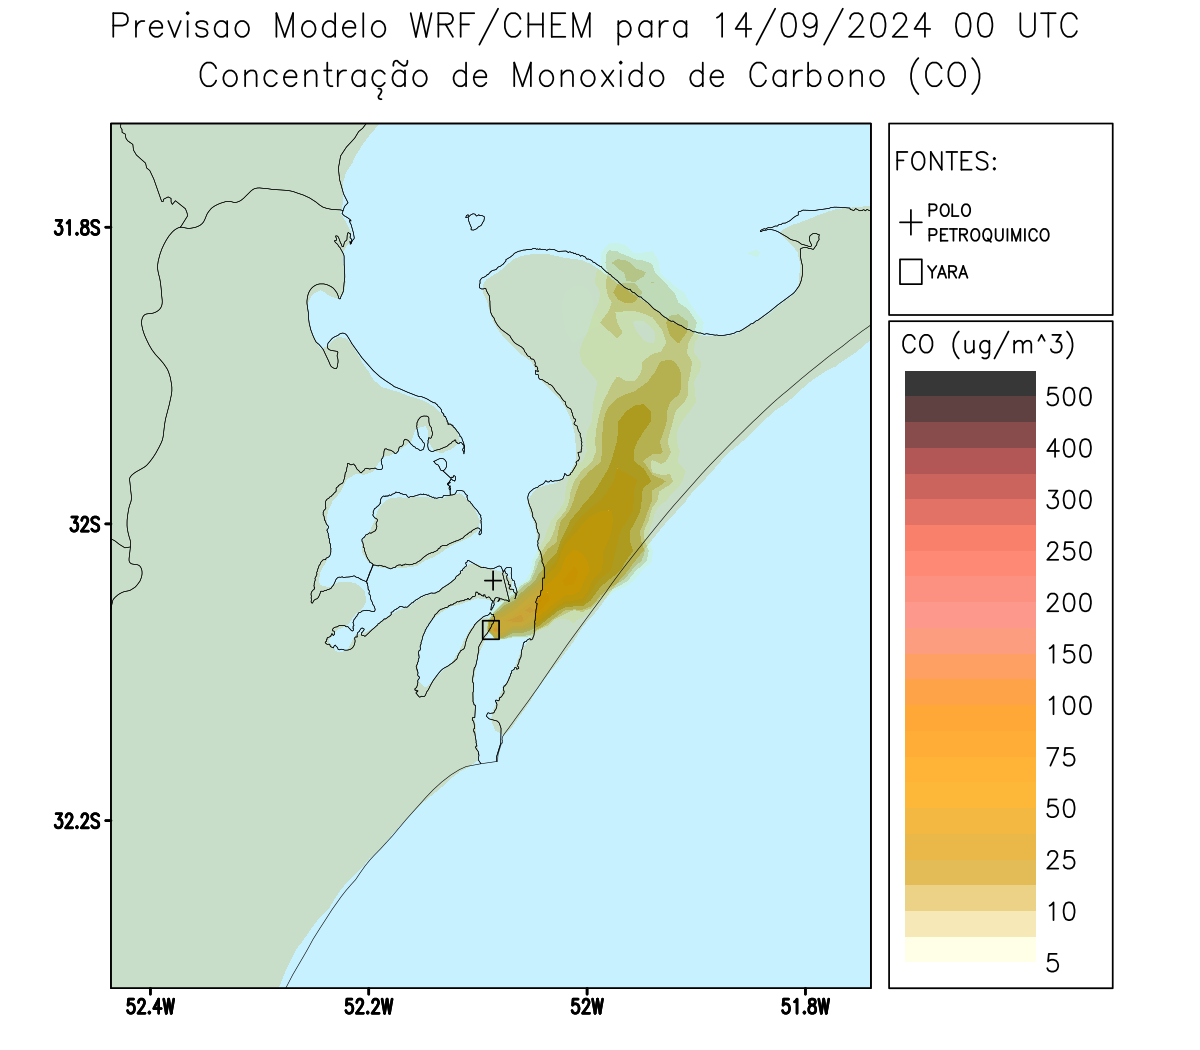 Previsao Modelo WRF/CHEM para 14/09/2024 00 UTC
Concentração de Monoxido de Carbono (CO)
FONTES:
POLO
PETROQUIMICO
YARA
CO (ug/m^3)
500
400
300
250
200
150
100
75
50
25
10
5
31.8S
32S
32.2S
52.4W
52.2W
52W
51.8W